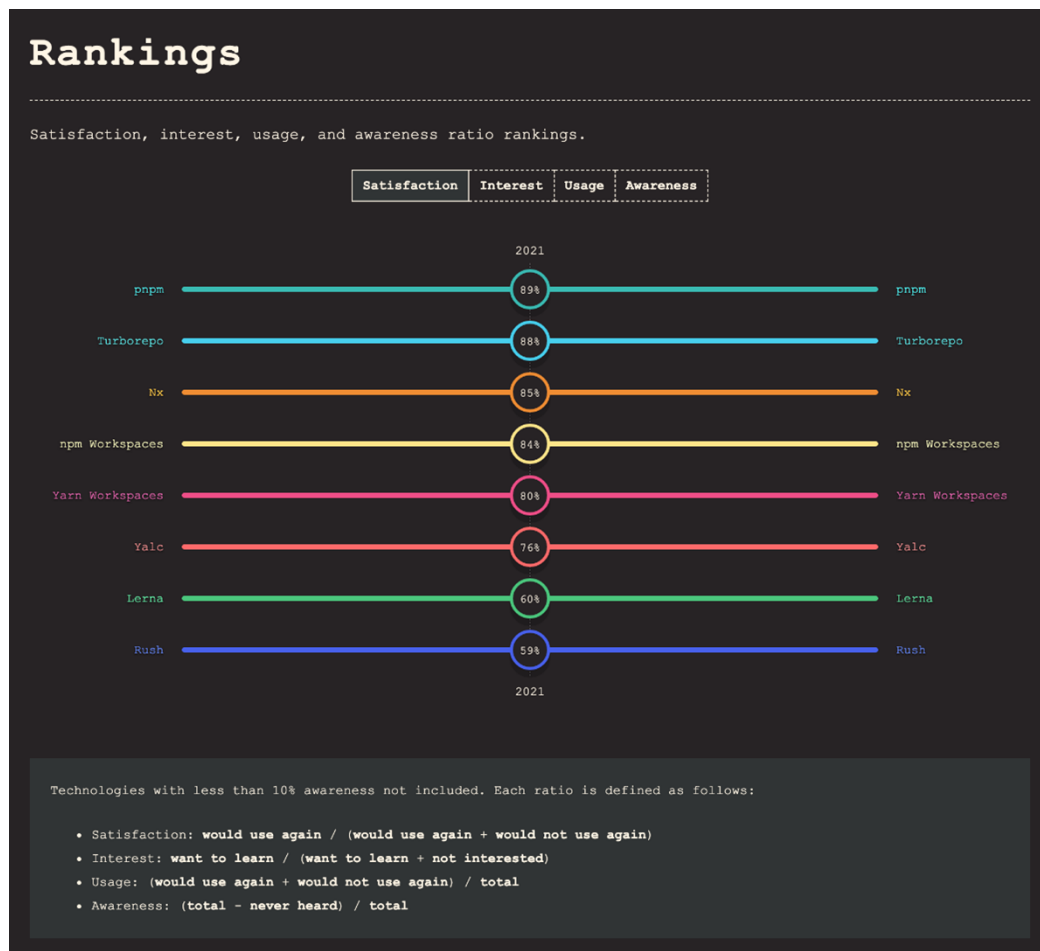 Rankings
Satisfaction, interest, usage, and awareness ratio rankings.
Satisfaction Interest Usage Awareness
2021
pnpm 89% pnpm
Turborepo 88% Turborepo
Nx 85% Nx
npm Workspaces 84% npm Workspaces
Yarn Workspaces 80% Yarn Workspaces
Yalc 76% Yalc
Lerna 60% Lerna
Rush 59% Rush
2021
Technologies with less than 10% awareness not included. Each ratio is defined as follows:
• Satisfaction: would use again / (would use again + would not use again)
• Interest: want to learn / (want to learn + not interested)
• Usage: (would use again + would not use again) / total
• Awareness: (total - never heard) / total